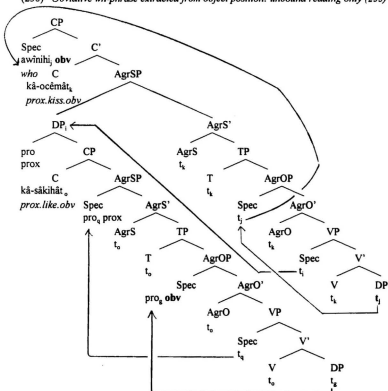 (298) Obviative wh-phrase extracted from object position: unbound reading only (295)
CP
Spec C'
awînihi j obv
who C AgrSP
kâ-ocêmât k
prox.kiss.obv
DP i AgrS'
pro CP AgrS TP
prox t k
C AgrSP T AgrOP
kâ-sâkihât o t k
prox.like.obv Spec AgrS' Spec AgrO'
pro q prox t j
AgrS TP AgrO VP
t o t k
T AgrOP Spec V'
t o t i
Spec AgrO' V DP
pro g obv t k t j
AgrO VP
t o
Spec V'
t q
V DP
t o t g